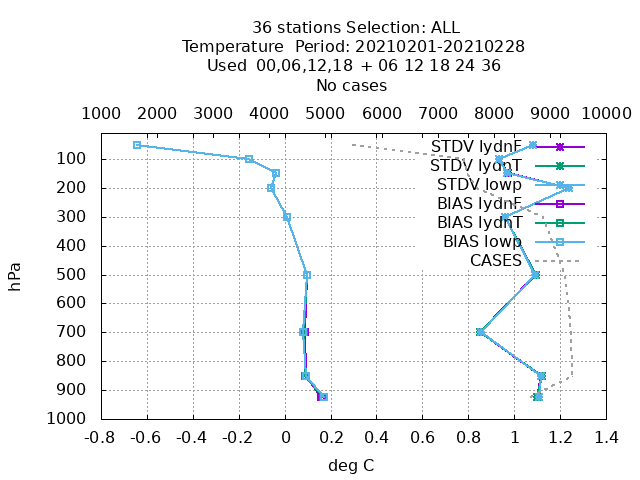 36 stations Selection: ALL
Temperature  Period: 20210201-20210228
Used  00,06,12,18  + 06 12 18 24 36
No cases
1000 2000 3000 4000 5000 6000 7000 8000 9000 10000
STDV lydnF
STDV lydnT
STDV lowp
BIAS lydnF
BIAS lydnT
BIAS lowp
CASES
100
200
300
400
500
600
700
800
900
1000
hPa
-0.8 -0.6 -0.4 -0.2 0 0.2 0.4 0.6 0.8 1 1.2 1.4
deg C